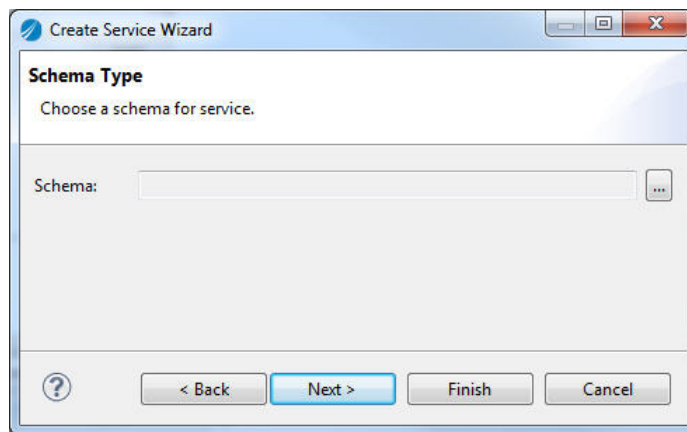 Create Service Wizard
Schema Type
Choose a schema for service.
Schema:
...
?
< Back Next > Finish Cancel